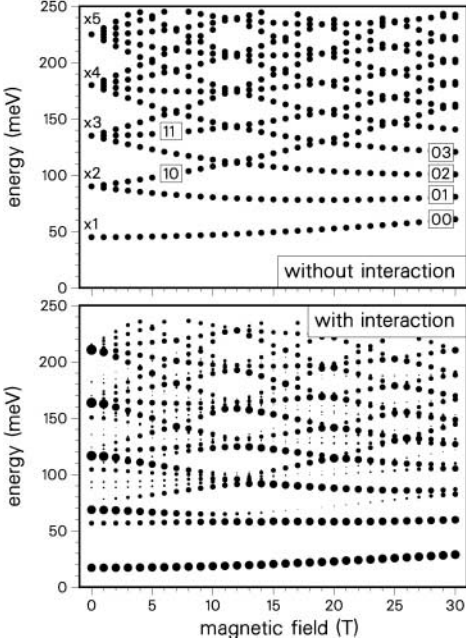 250
200
150
100
50
0
energy (meV)
x5
x4
x3
x2
x1
11
10
03
02
01
00
without interaction
250
200
150
100
50
0
energy (meV)
with interaction
0 5 10 15 20 25 30
magnetic field (T)